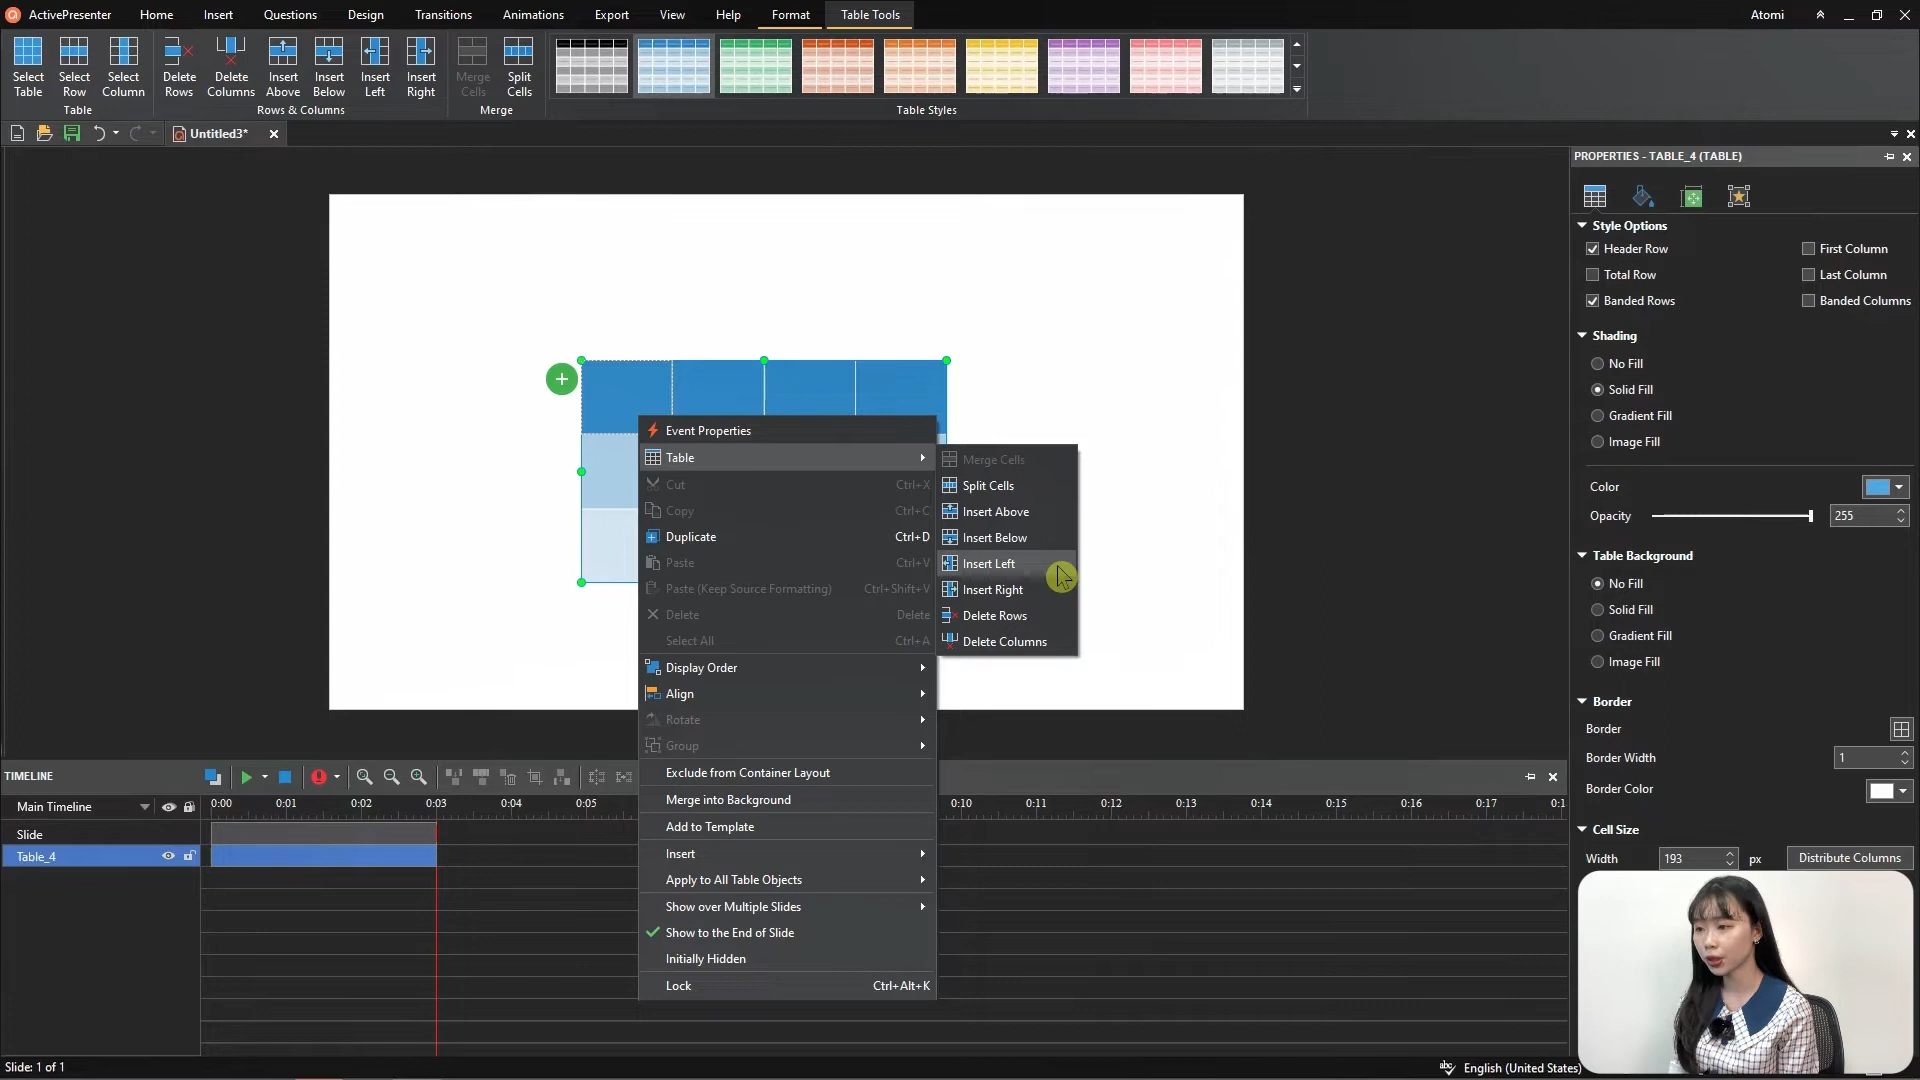 ActivePresenter Home Insert Questions Design Transitions Animations Export View Help Format Table Tools Atomi
Select Table
Select Row
Select Column
Delete Rows
Delete Columns
Insert Above
Insert Below
Insert Left
Insert Right
Merge Cells
Split Cells
Table Rows & Columns Merge Table Styles
Untitled3*
PROPERTIES - TABLE_4 (TABLE)
Style Options
Header Row First Column
Total Row Last Column
Banded Rows Banded Columns
Shading
No Fill
Solid Fill
Gradient Fill
Image Fill
Color
Opacity 255
Table Background
No Fill
Solid Fill
Gradient Fill
Image Fill
Border
Border
Border Width 1
Border Color
Cell Size
Width 193 px Distribute Columns
Event Properties
Table
Cut Ctrl+X
Copy Ctrl+C
Duplicate Ctrl+D
Paste Ctrl+V
Paste (Keep Source Formatting) Ctrl+Shift+V
Delete Delete
Select All Ctrl+A
Display Order
Align
Rotate
Group
Exclude from Container Layout
Merge into Background
Add to Template
Insert
Apply to All Table Objects
Show over Multiple Slides
Show to the End of Slide
Initially Hidden
Lock Ctrl+Alt+K
Merge Cells
Split Cells
Insert Above
Insert Below
Insert Left
Insert Right
Delete Rows
Delete Columns
TIMELINE
Main Timeline 0:00 0:01 0:02 0:03 0:04 0:05 0:10 0:11 0:12 0:13 0:14 0:15 0:16 0:17 0:1
Slide
Table_4
Slide: 1 of 1 abc English (United States)